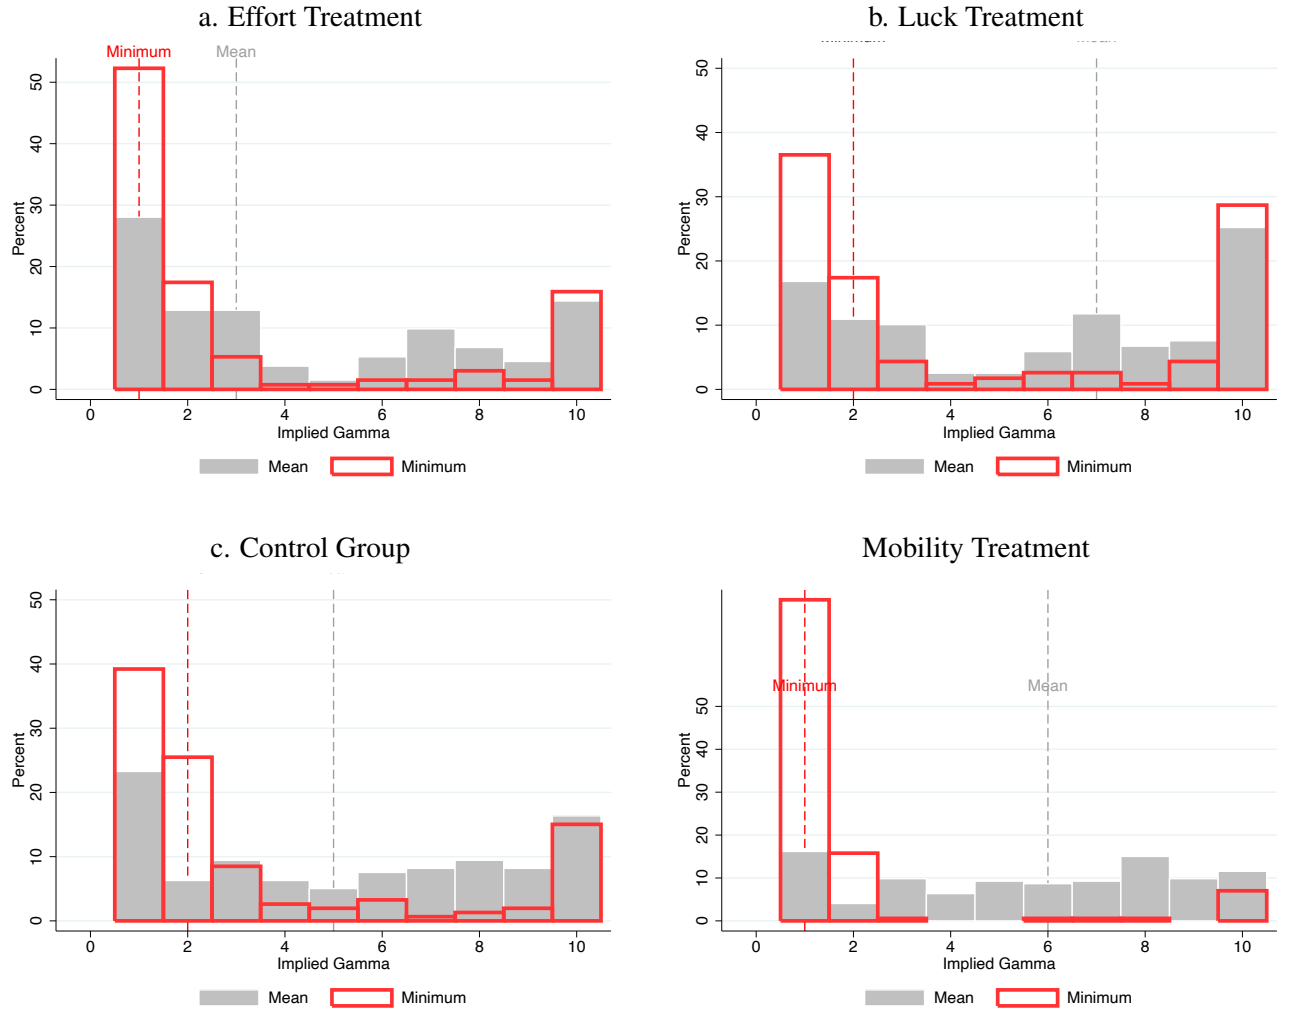 a. Effort Treatment
Minimum Mean
50
40
30
20
10
0
Percent
0 2 4 6 8 10
Implied Gamma
Mean Minimum
b. Luck Treatment
50
40
30
20
10
0
Percent
0 2 4 6 8 10
Implied Gamma
Mean Minimum
c. Control Group
50
40
30
20
10
0
Percent
0 2 4 6 8 10
Implied Gamma
Mean Minimum
Mobility Treatment
Minimum Mean
50
40
30
20
10
0
Percent
0 2 4 6 8 10
Implied Gamma
Mean Minimum